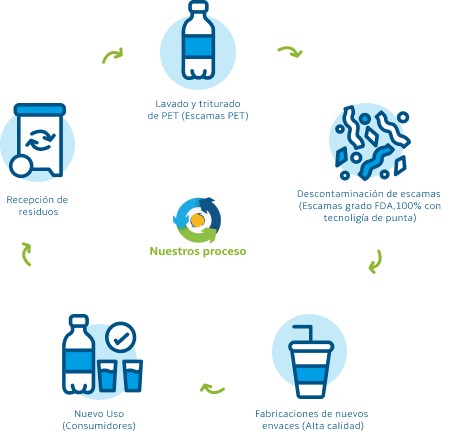 Lavado y triturado
de PET (Escamas PET)
Descontaminación de escamas
(Escamas grado FDA,100% con
tecnoligía de punta)
Recepción de
residuos
Nuestros proceso
Nuevo Uso
(Consumidores)
Fabricaciones de nuevos
envaces (Alta calidad)